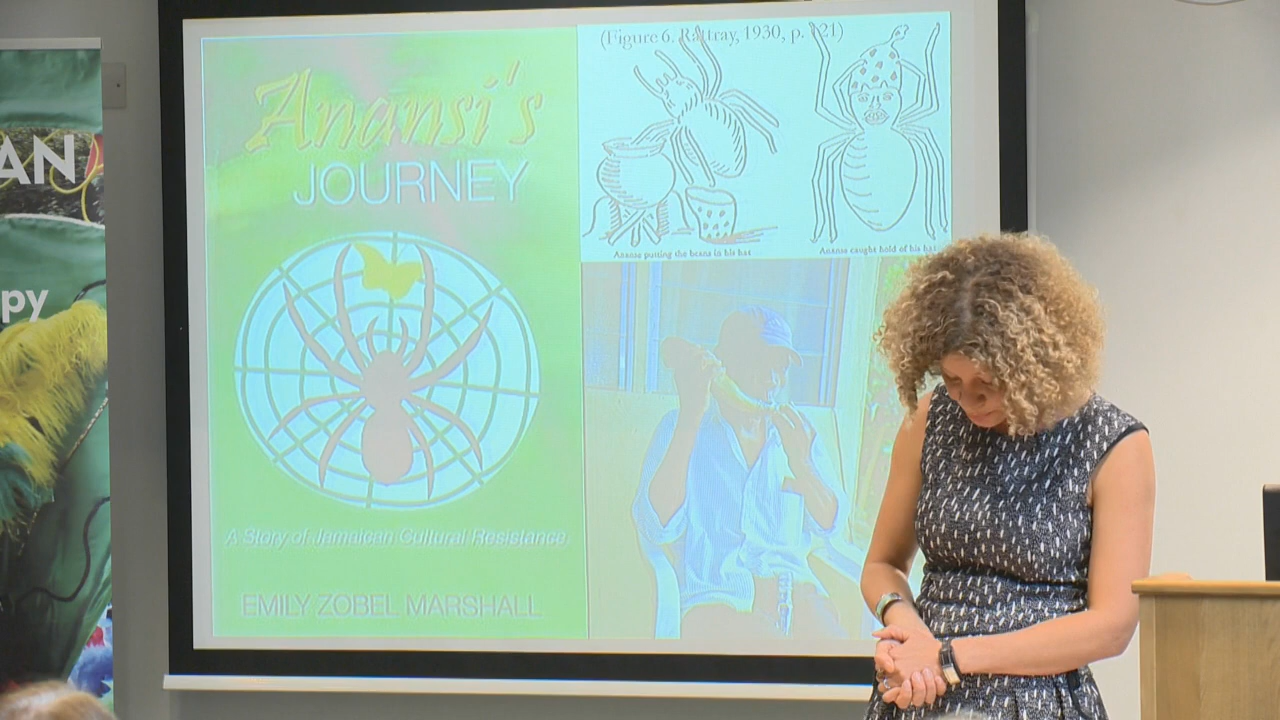 AN
py
Anansi's
JOURNEY
A Story of Jamaican Cultural Resistance
EMILY ZOBEL MARSHALL
(Figure 6. Rattray, 1930, p. 121)
Ananse putting the beans in his hat
Ananse caught hold of his hat